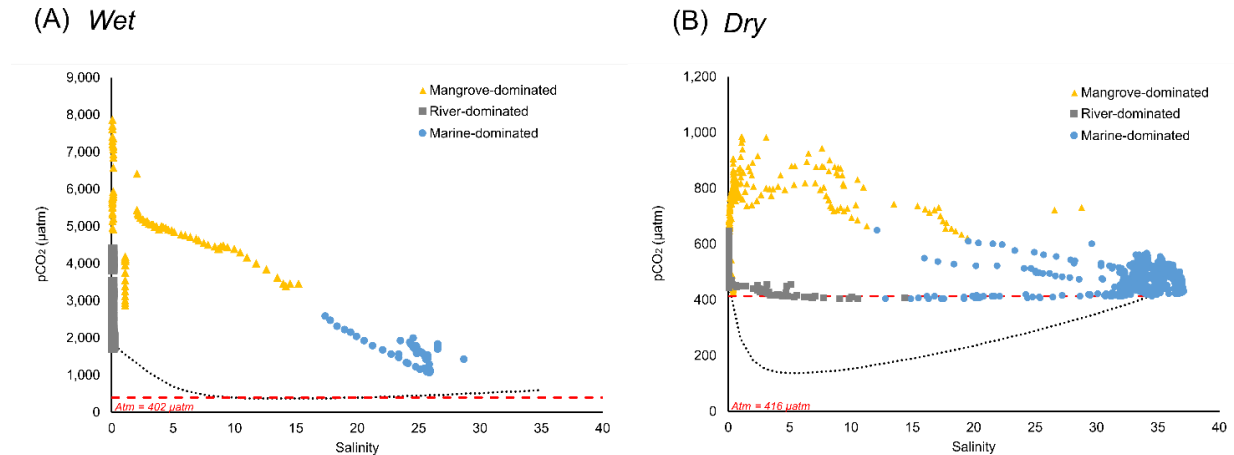 (A) Wet
9,000
8,000
7,000
6,000
5,000
4,000
3,000
2,000
1,000
0
pCO₂ (µatm)
Mangrove-dominated
River-dominated
Marine-dominated
Atm = 402 µatm
0 5 10 15 20 25 30 35 40
Salinity
(B) Dry
1,200
1,000
800
600
400
200
0
pCO₂ (µatm)
Mangrove-dominated
River-dominated
Marine-dominated
Atm = 416 µatm
0 5 10 15 20 25 30 35 40
Salinity